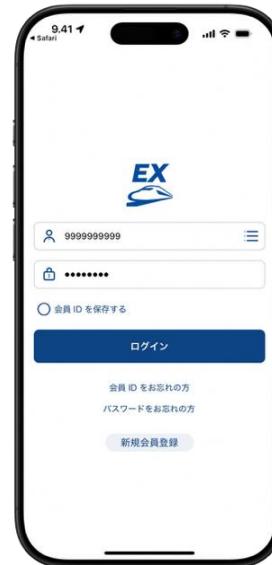 9:41
◀ Safari
EX
9999999999
••••••••
会員 ID を保存する
ログイン
会員 ID をお忘れの方
パスワードをお忘れの方
新規会員登録